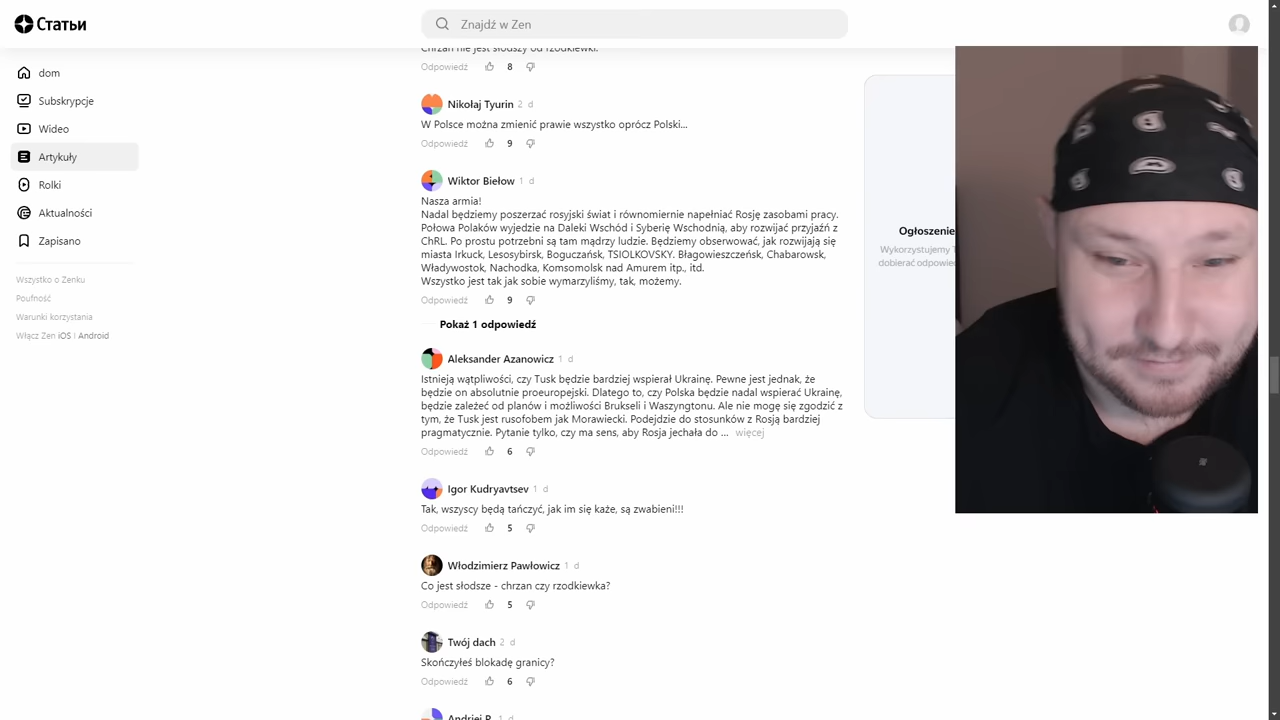 Статьи
Znajdź w Zen
dom
Subskrypcje
Wideo
Artykuły
Rolki
Aktualności
Zapisano
Wszystko o Zenku
Poufność
Warunki korzystania
Włącz Zen iOS i Android
Chrzan nie jest słodszy od rzodkiewki.
Odpowiedź 8
Nikołaj Tyurin 2 d
W Polsce można zmienić prawie wszystko oprócz Polski...
Odpowiedź 9
Wiktor Biełow 1 d
Nasza armia!
Nadal będziemy poszerzać rosyjski świat i równomiernie napełniać Rosję zasobami pracy.
Połowa Polaków wyjedzie na Daleki Wschód i Syberię Wschodnią, aby rozwijać przyjaźń z
ChRL. Po prostu potrzebni są tam mądrzy ludzie. Będziemy obserwować, jak rozwijają się
miasta Irkuck, Lesosybirsk, Boguczańsk, TSIOLKOVSKY. Błagowieszczeńsk, Chabarowsk,
Władywostok, Nachodka, Komsomolsk nad Amurem itp., itd.
Wszystko jest tak jak sobie wymarzyliśmy, tak, możemy.
Odpowiedź 9
Pokaż 1 odpowiedź
Aleksander Azanowicz 1 d
Istnieją wątpliwości, czy Tusk będzie bardziej wspierał Ukrainę. Pewne jest jednak, że
będzie on absolutnie proeuropejski. Dlatego to, czy Polska będzie nadal wspierać Ukrainę,
będzie zależeć od planów i możliwości Brukseli i Waszyngtonu. Ale nie mogę się zgodzić z
tym, że Tusk jest rusofobem jak Morawiecki. Podejdzie do stosunków z Rosją bardziej
pragmatycznie. Pytanie tylko, czy ma sens, aby Rosja jechała do ... więcej
Odpowiedź 6
Igor Kudryavtsev 1 d
Tak, wszyscy będą tańczyć, jak im się każe, są zwabieni!!!
Odpowiedź 5
Włodzimierz Pawłowicz 1 d
Co jest słodsze - chrzan czy rzodkiewka?
Odpowiedź 5
Twój dach 2 d
Skończyłeś blokadę granicy?
Odpowiedź 6
Andriej R. 1 d
Ogłoszenie
Wykorzystujemy
dobierać